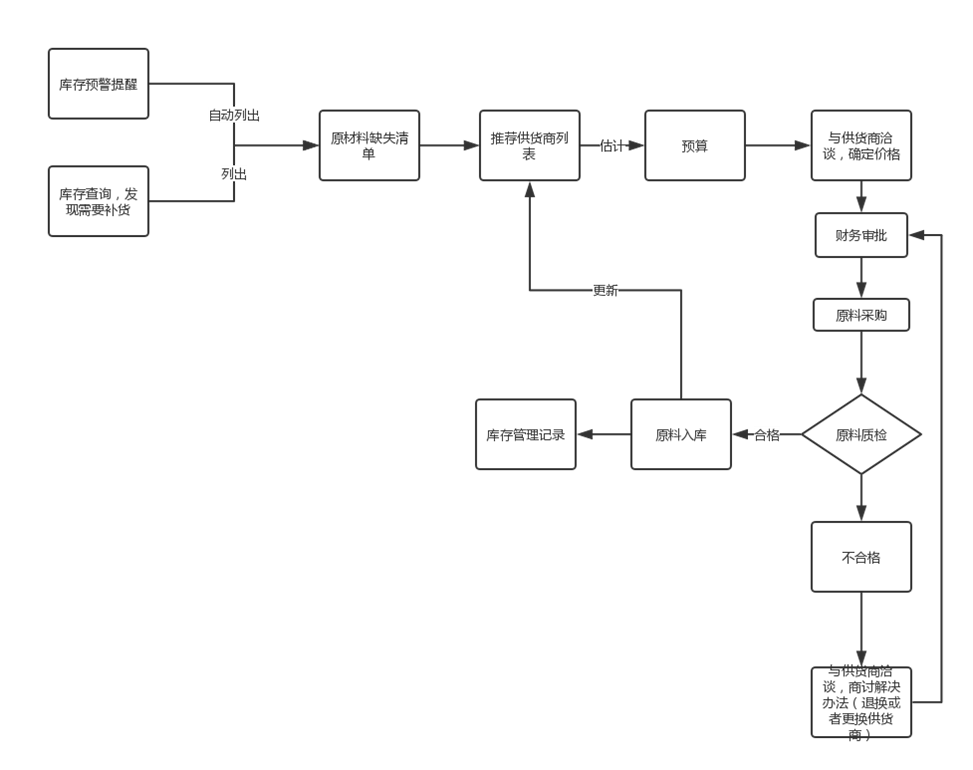 库存预警提醒
自动列出
库存查询，发
现需要补货
列出
原材料缺失清
单
推荐供货商列
表
估计
预算
与供货商洽
谈，确定价格
财务审批
原料采购
更新
库存管理记录
原料入库
合格
原料质检
不合格
与供货商洽
谈，商讨解决
办法（退换或
者更换供货
商）